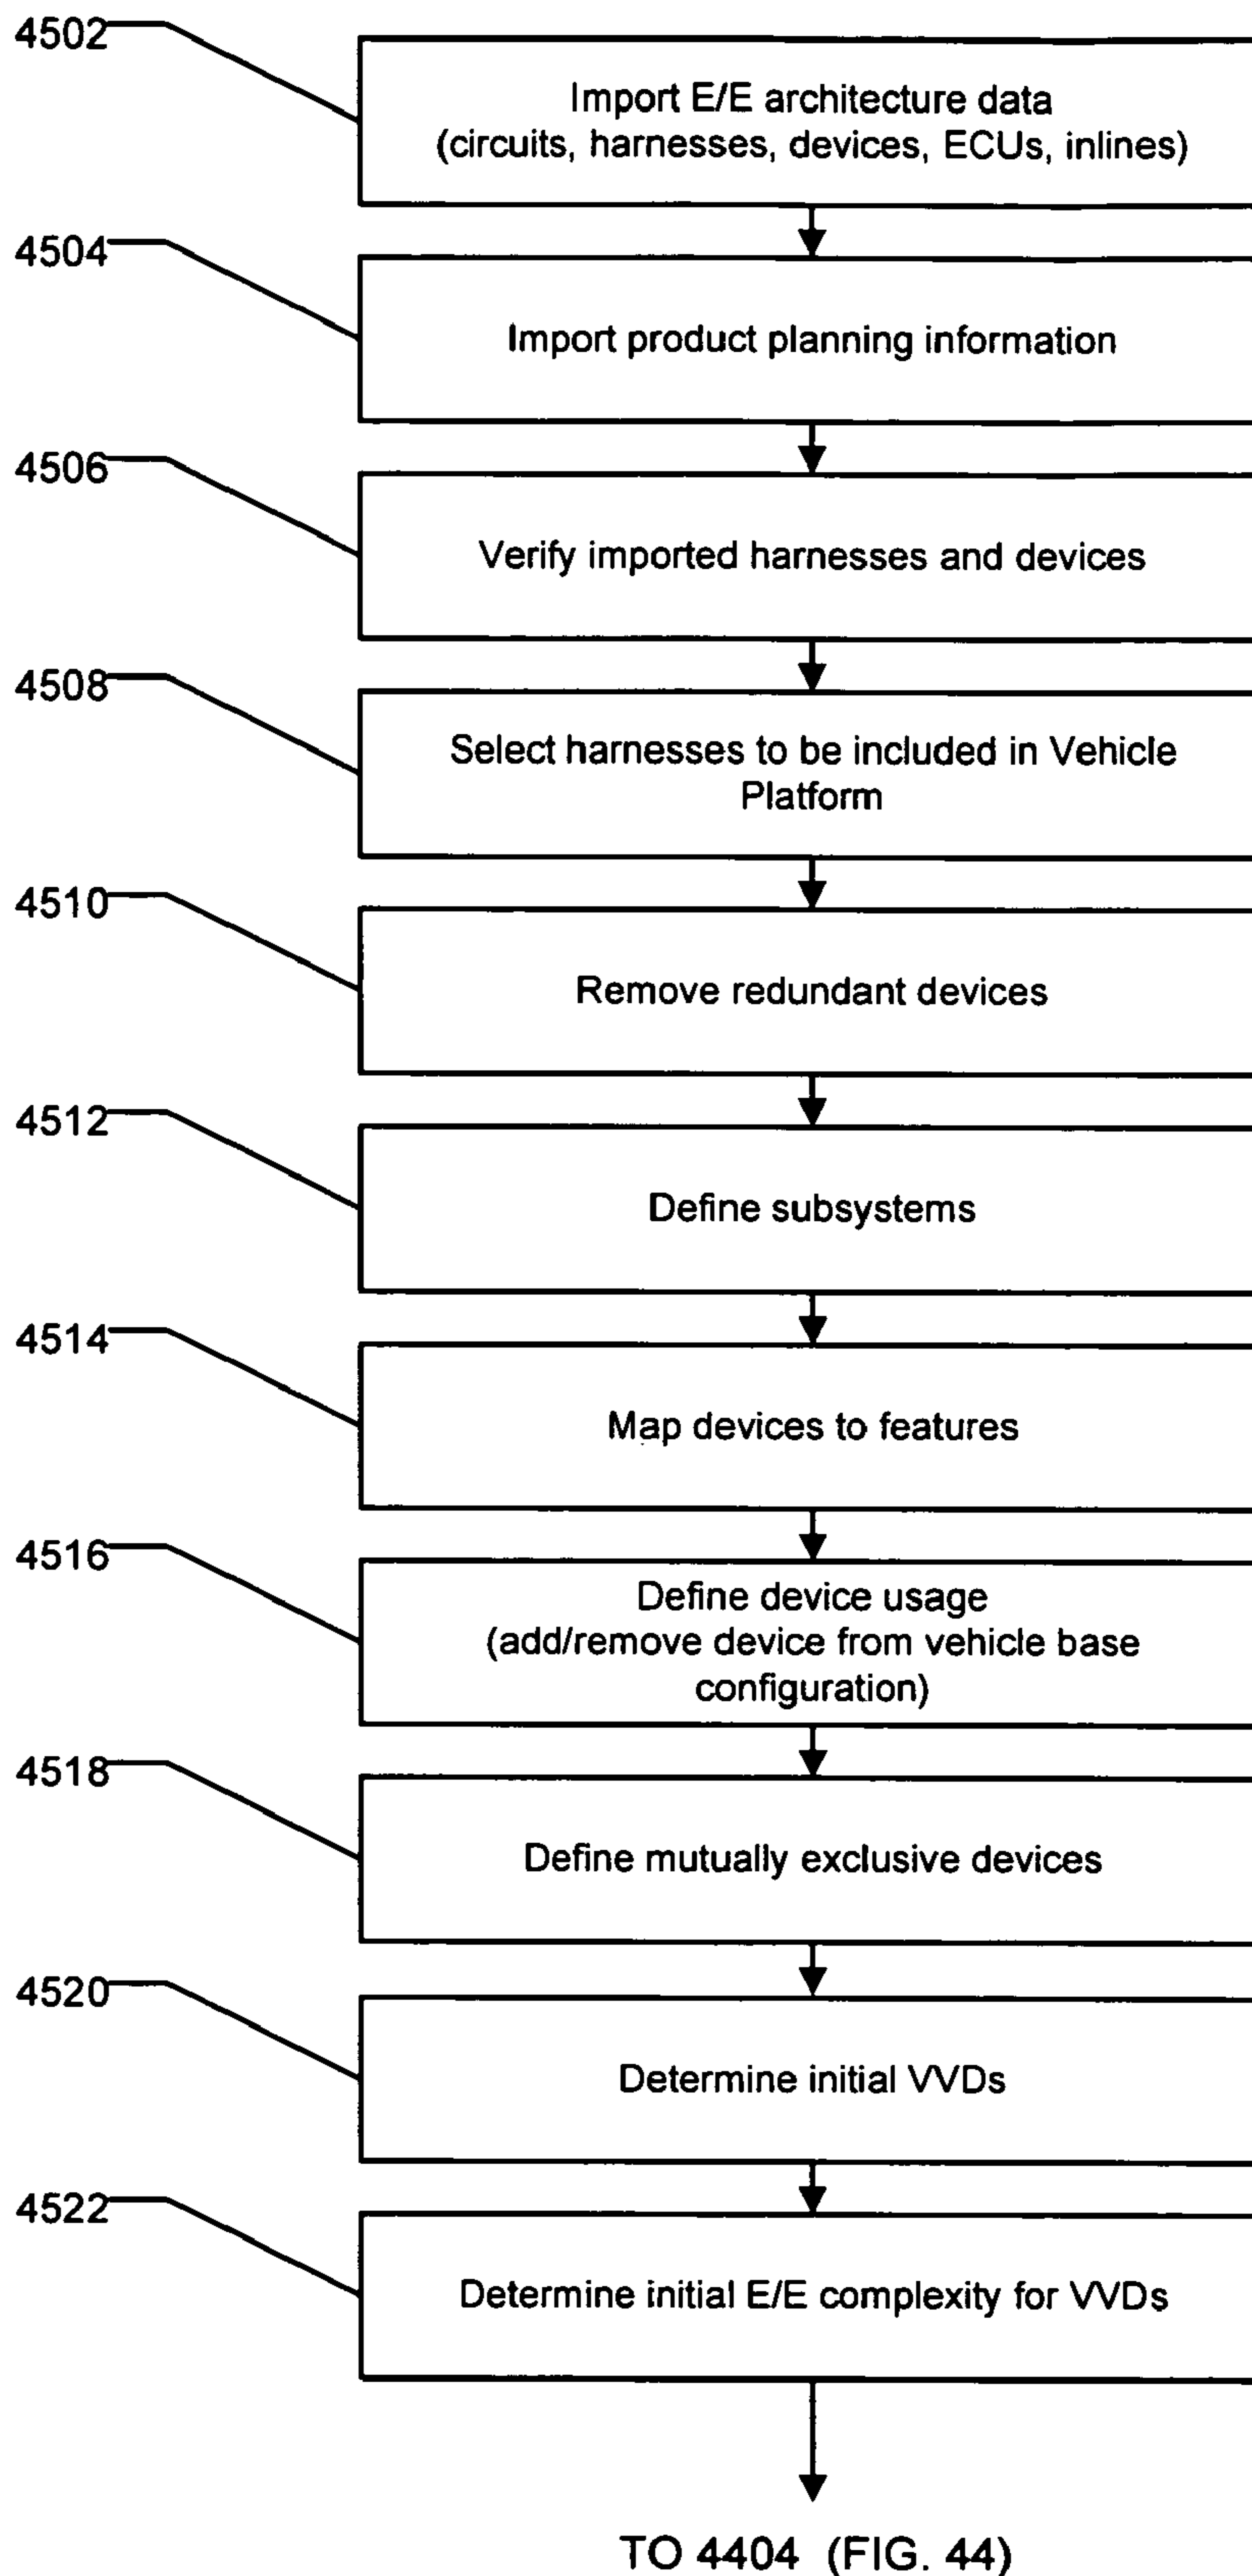 4502
Import E/E architecture data
(circuits, harnesses, devices, ECUs, inlines)
4504
Import product planning information
4506
Verify imported harnesses and devices
4508
Select harnesses to be included in Vehicle
Platform
4510
Remove redundant devices
4512
Define subsystems
4514
Map devices to features
4516
Define device usage
(add/remove device from vehicle base
configuration)
4518
Define mutually exclusive devices
4520
Determine initial VVDs
4522
Determine initial E/E complexity for VVDs
TO 4404 (FIG. 44)